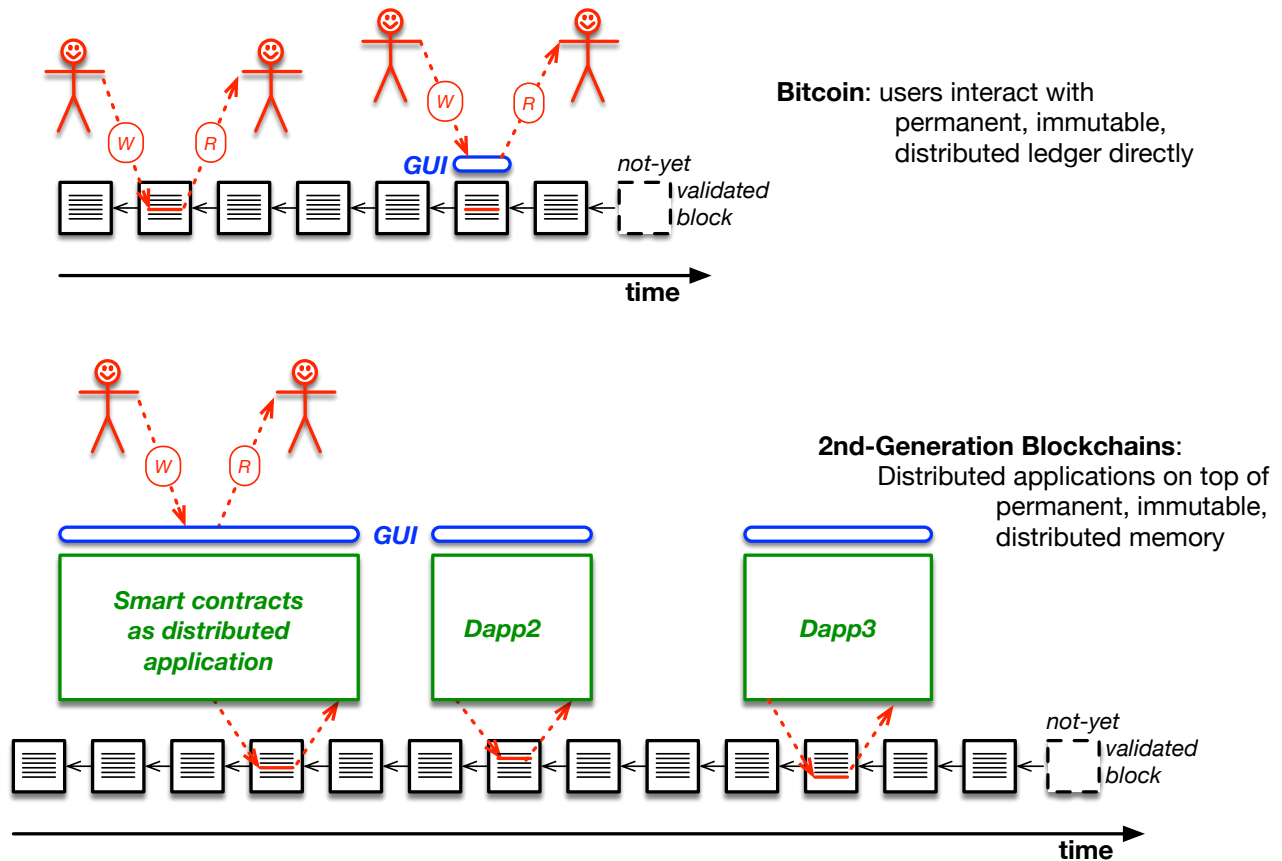 W
R
W
R
Bitcoin: users interact with
permanent, immutable,
distributed ledger directly
GUI
not-yet
validated
block
time
W
R
2nd-Generation Blockchains:
Distributed applications on top of
permanent, immutable,
distributed memory
GUI
Smart contracts
as distributed
application
Dapp2
Dapp3
not-yet
validated
block
time